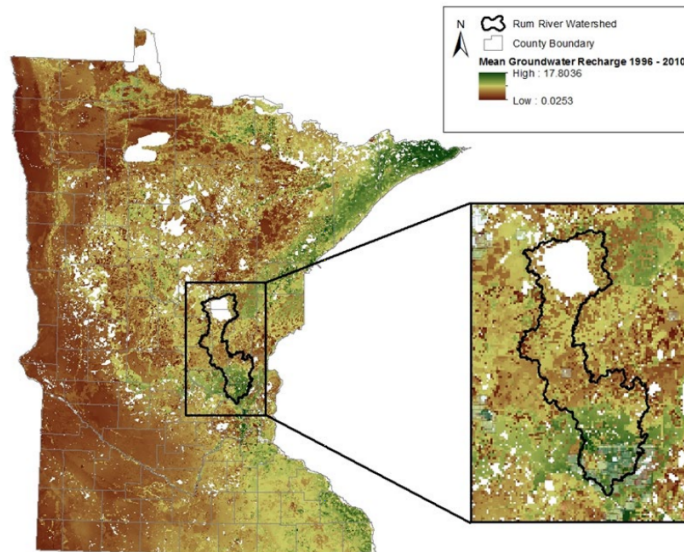 N
Rum River Watershed
County Boundary
Mean Groundwater Recharge 1996 - 2010
High : 17.8036
Low : 0.0253